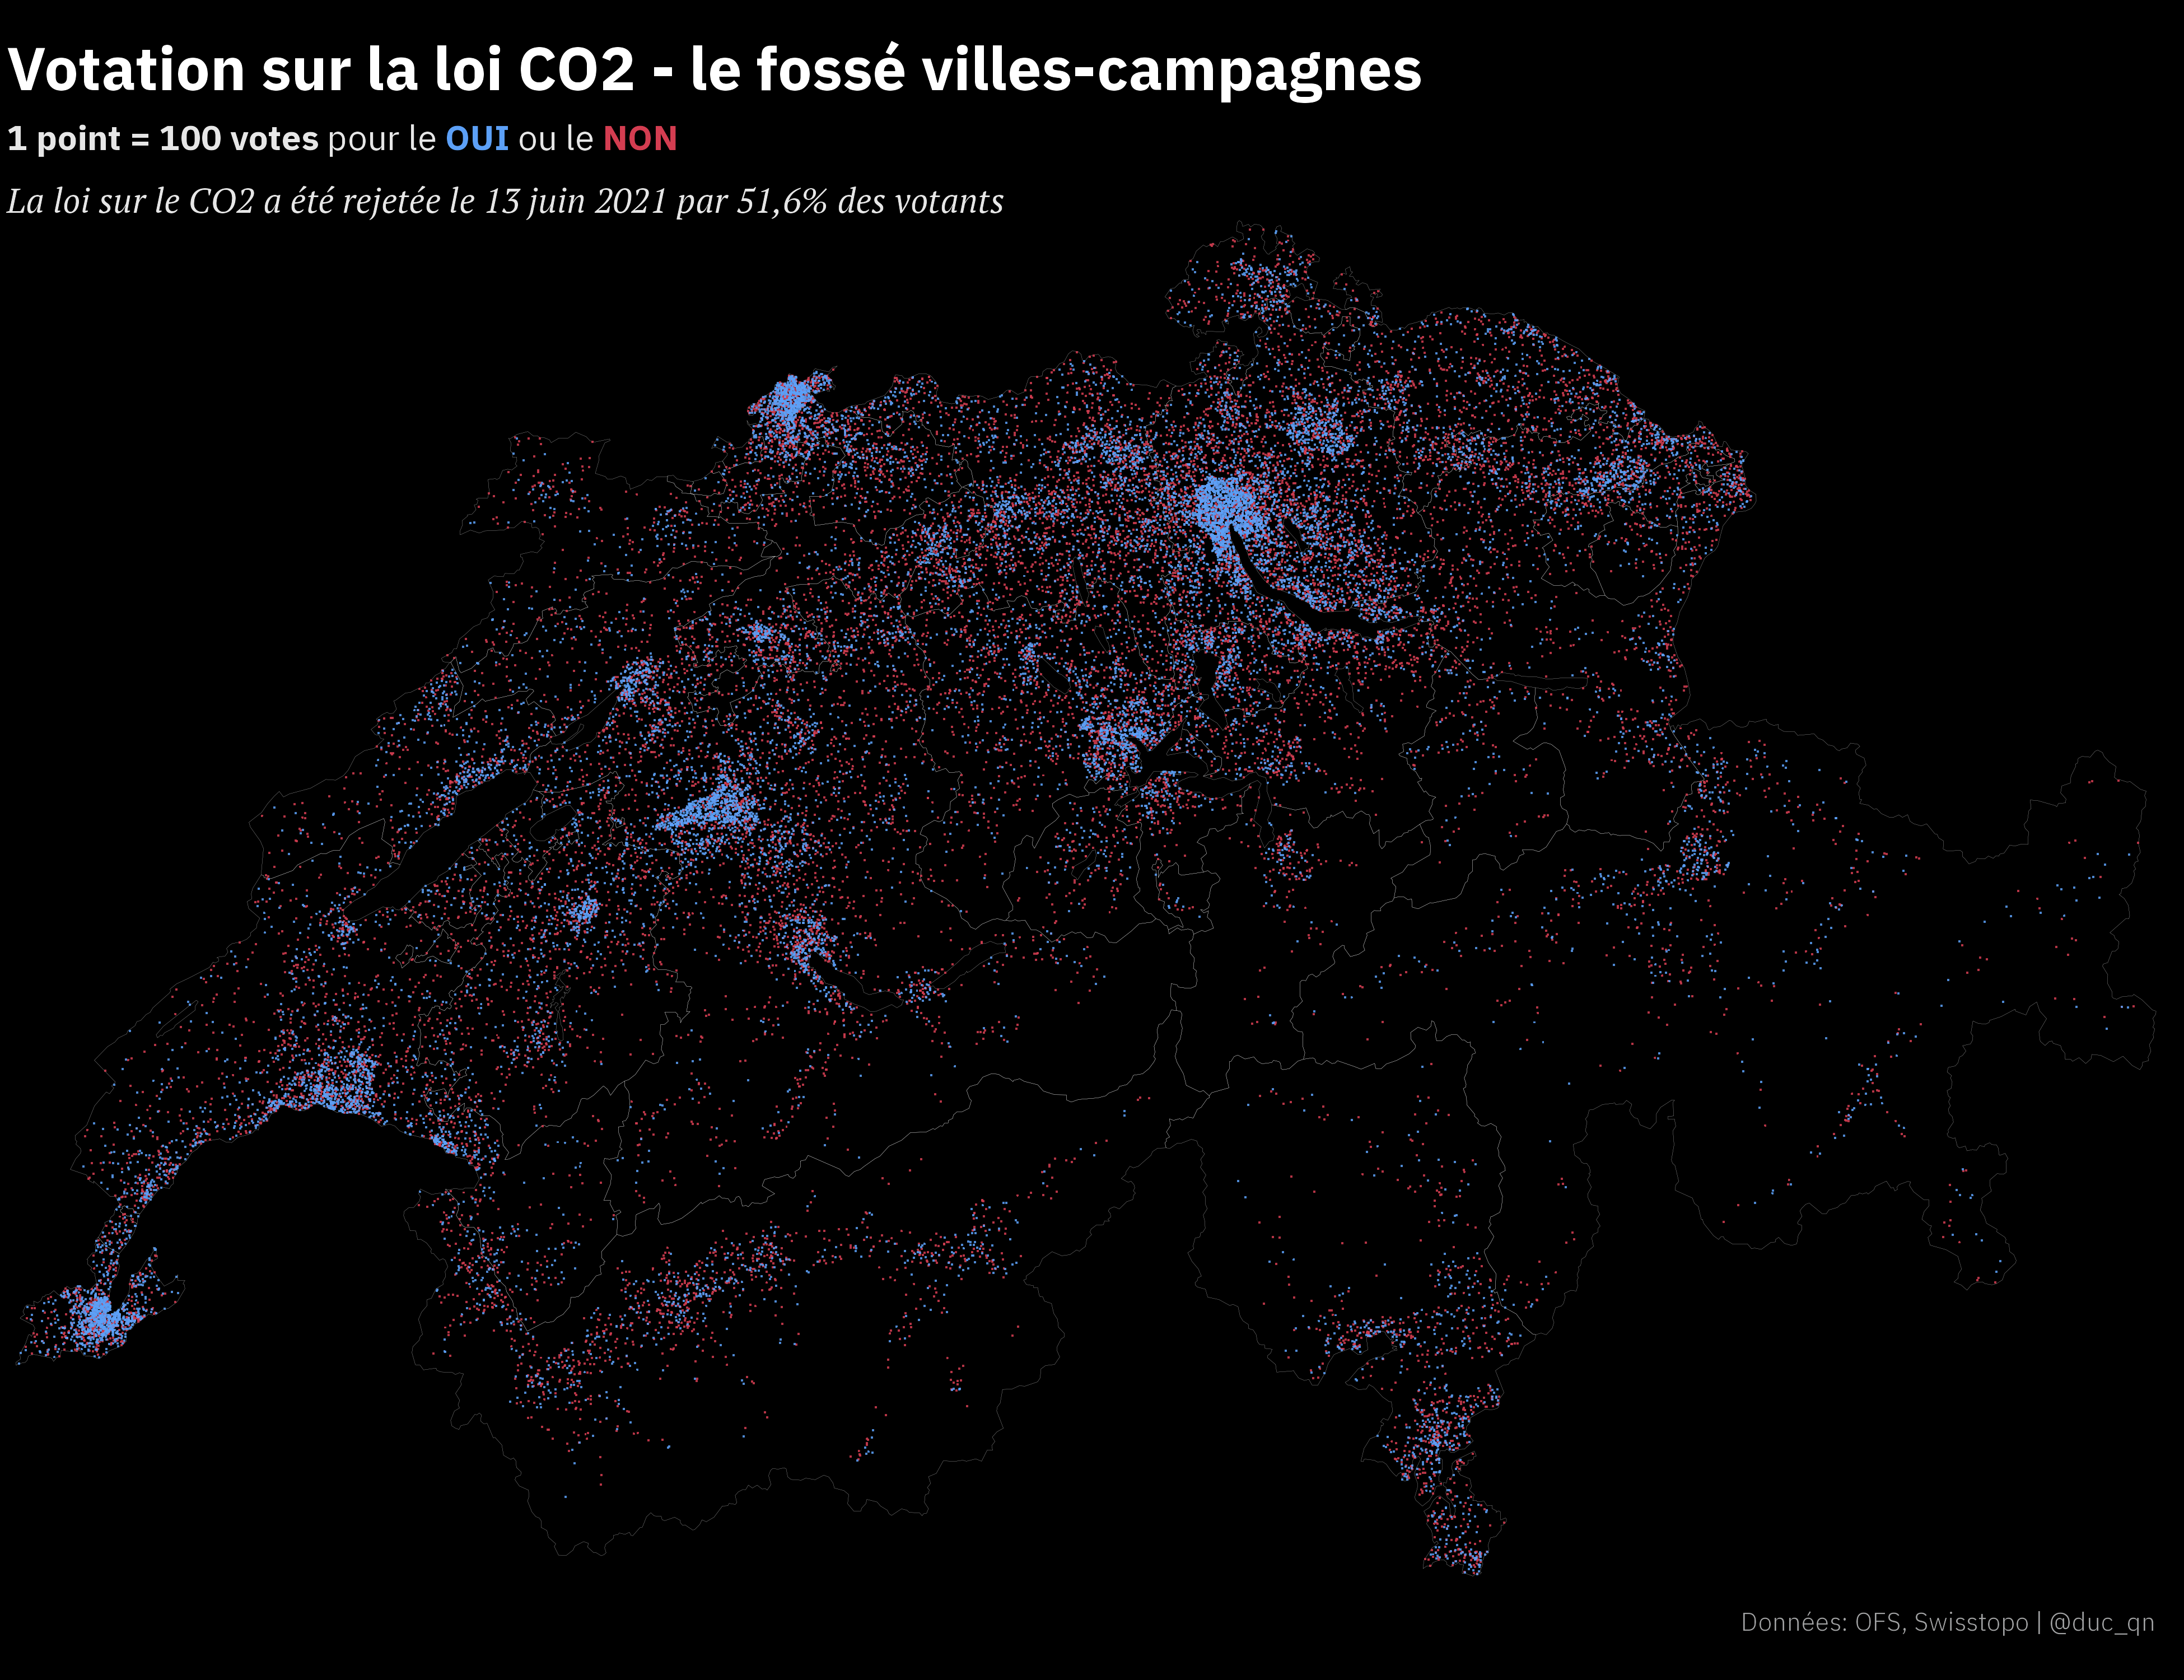 Votation sur la loi CO2 - le fossé villes-campagnes
1 point = 100 votes pour le OUI ou le NON
La loi sur le CO2 a été rejetée le 13 juin 2021 par 51,6% des votants
Données: OFS, Swisstopo | @duc_qn